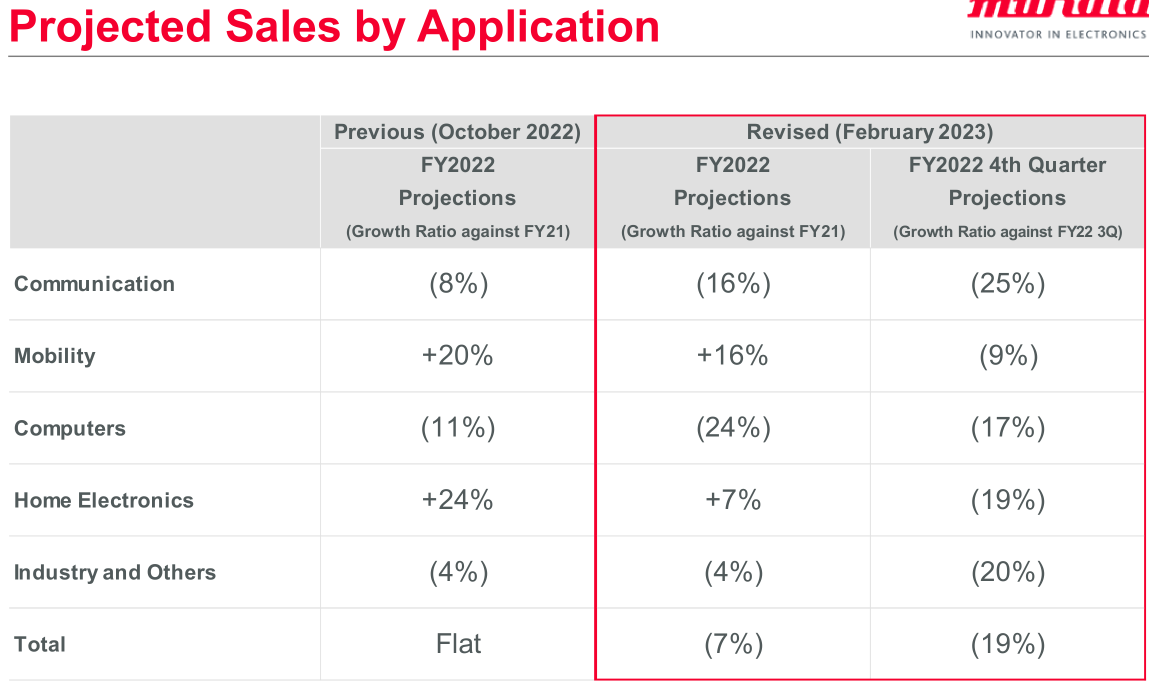 Projected Sales by Application
muRata
INNOVATOR IN ELECTRONICS
Previous (October 2022) Revised (February 2023)
FY2022 FY2022 FY2022 4th Quarter
Projections Projections Projections
(Growth Ratio against FY21) (Growth Ratio against FY21) (Growth Ratio against FY22 3Q)
Communication (8%) (16%) (25%)
Mobility +20% +16% (9%)
Computers (11%) (24%) (17%)
Home Electronics +24% +7% (19%)
Industry and Others (4%) (4%) (20%)
Total Flat (7%) (19%)